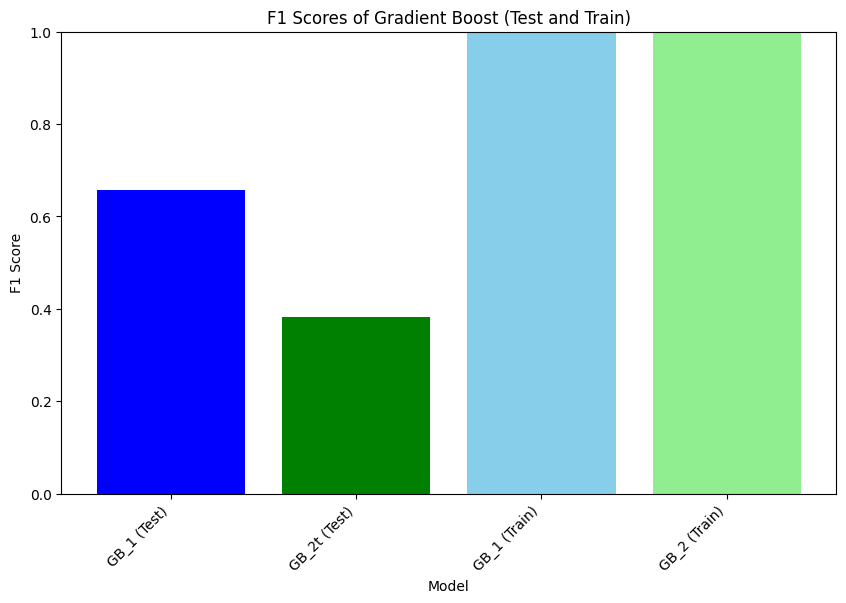 F1 Scores of Gradient Boost (Test and Train)
F1 Score
1.0
0.8
0.6
0.4
0.2
0.0
GB_1 (Test)
GB_2t (Test)
GB_1 (Train)
GB_2 (Train)
Model